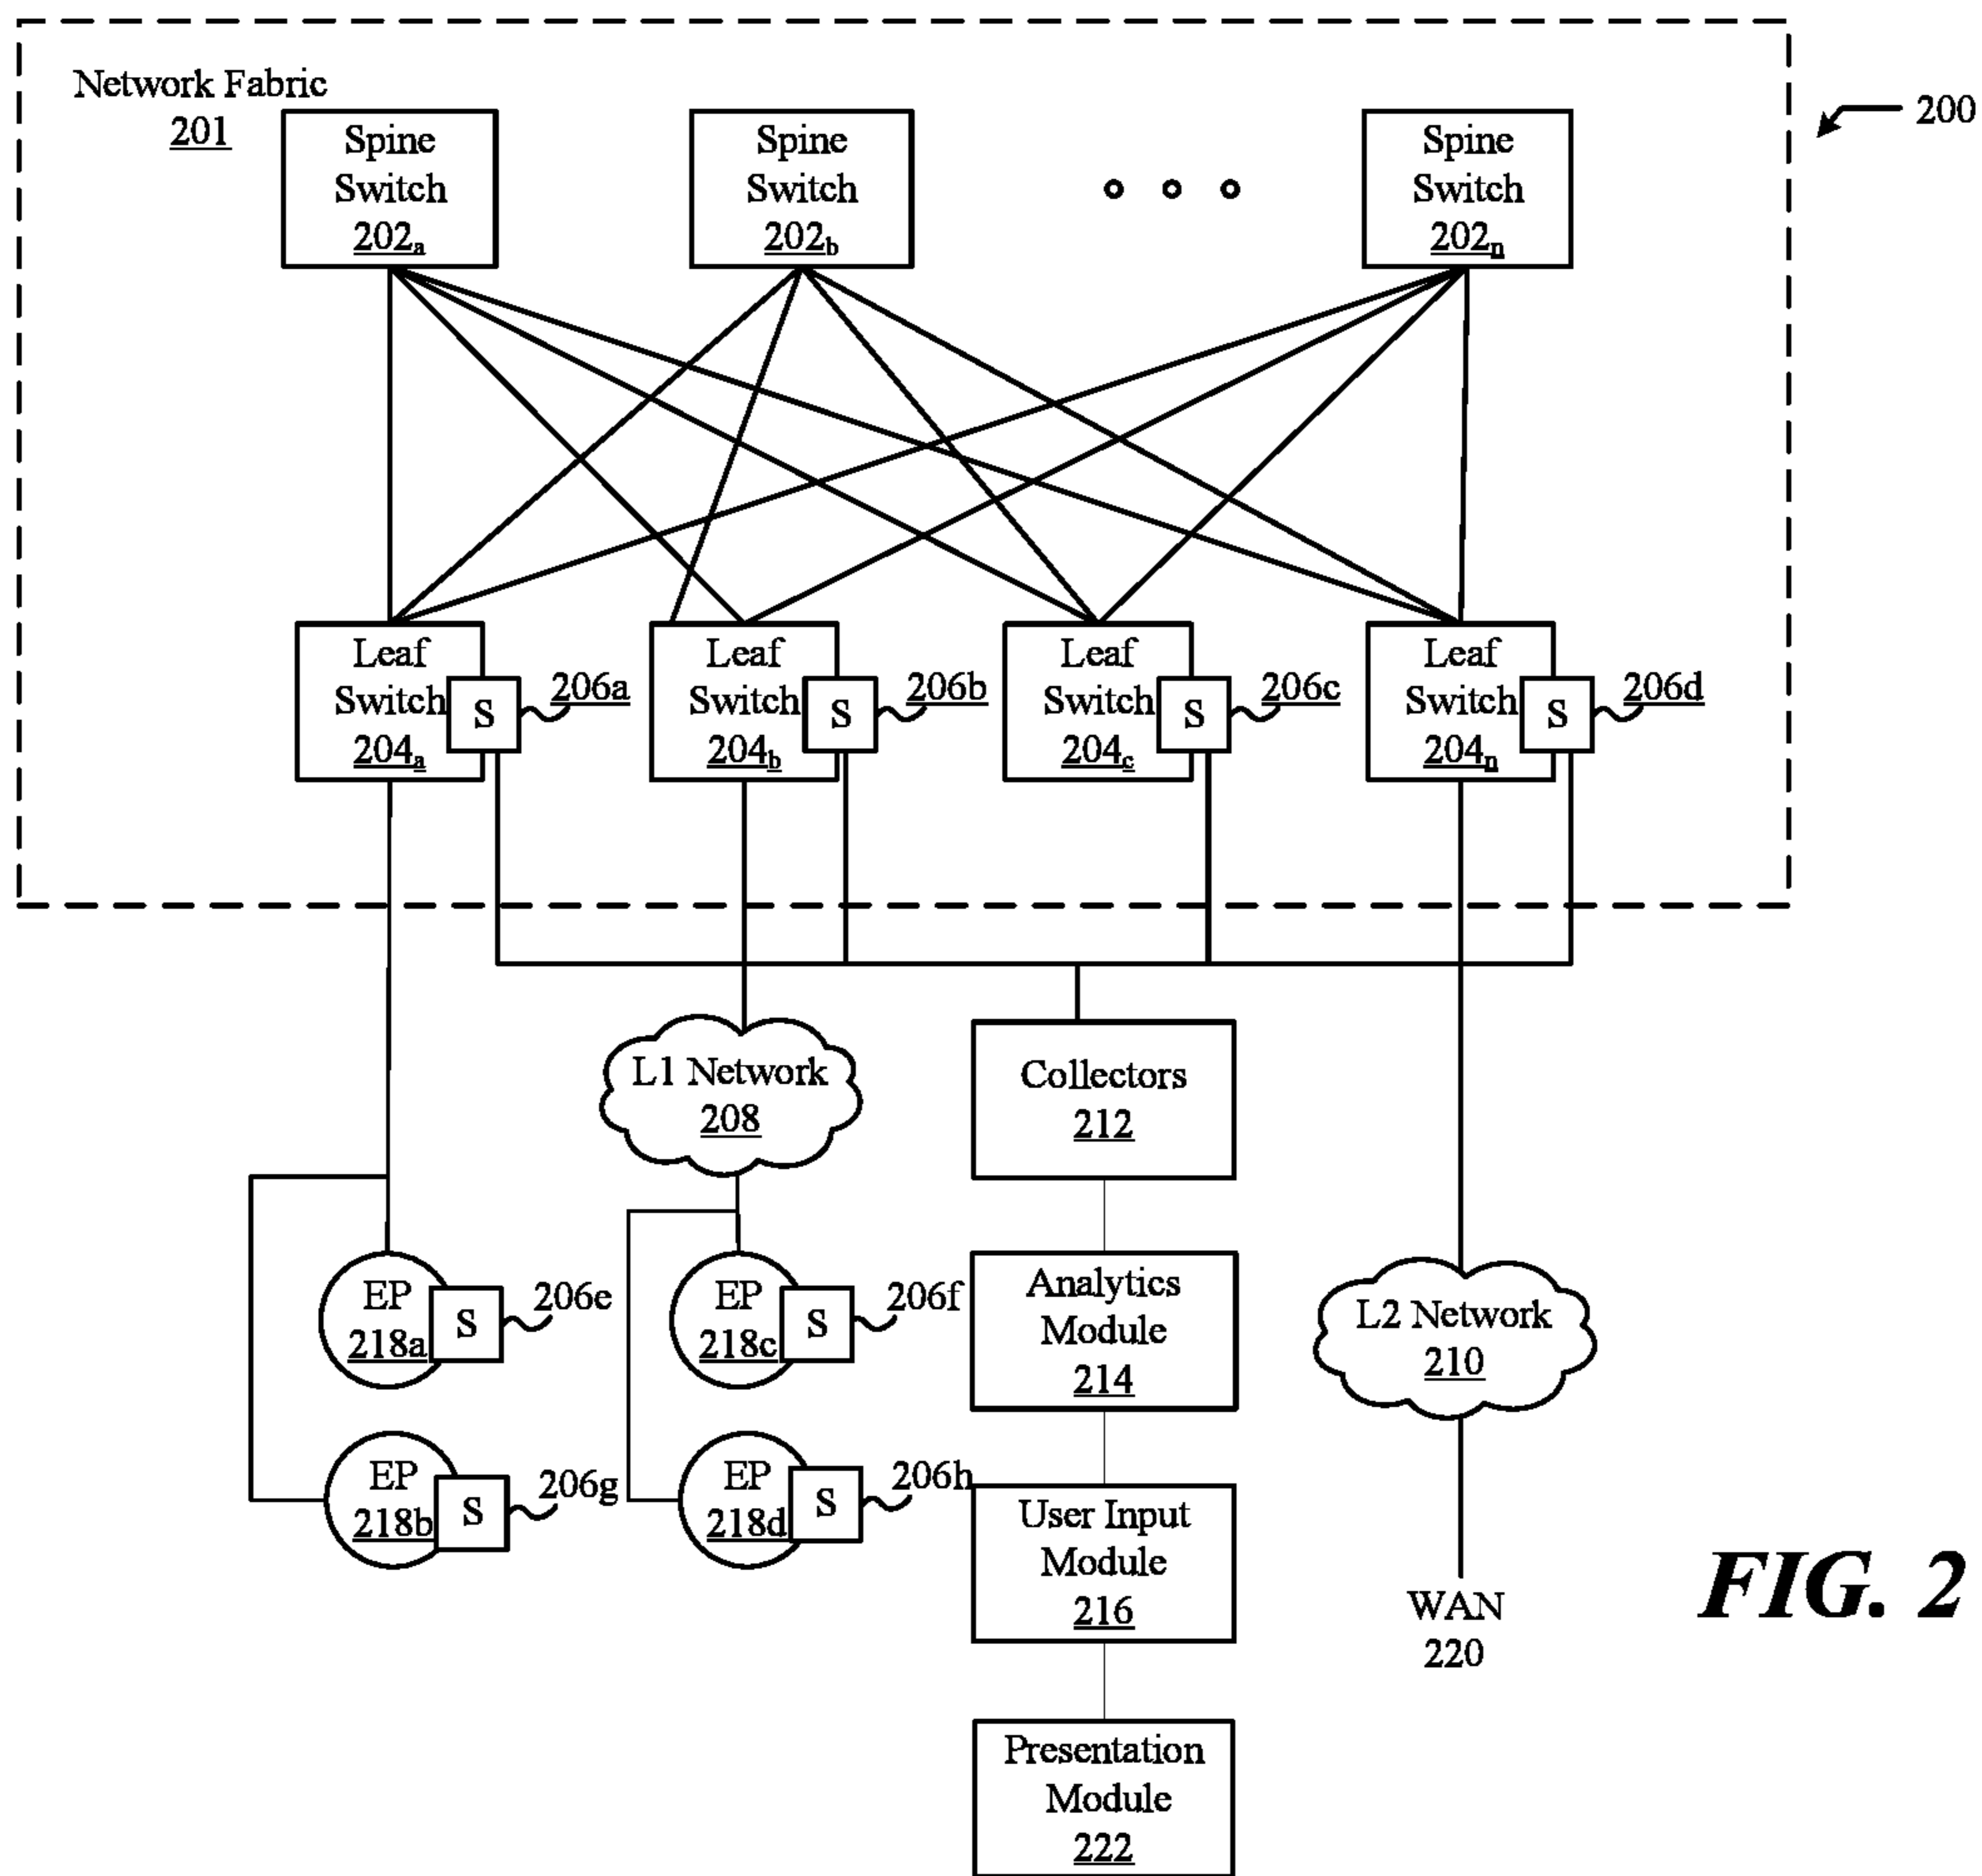 Network Fabric
201
200
Spine
Switch
202a
Spine
Switch
202b
Spine
Switch
202n
Leaf
Switch
204a
S
206a
Leaf
Switch
204b
S
206b
Leaf
Switch
204c
S
206c
Leaf
Switch
204n
S
206d
L1 Network
208
Collectors
212
EP
218a
S
206e
EP
218c
S
206f
Analytics
Module
214
L2 Network
210
EP
218b
S
206g
EP
218d
S
206h
User Input
Module
216
WAN
220
FIG. 2
Presentation
Module
222